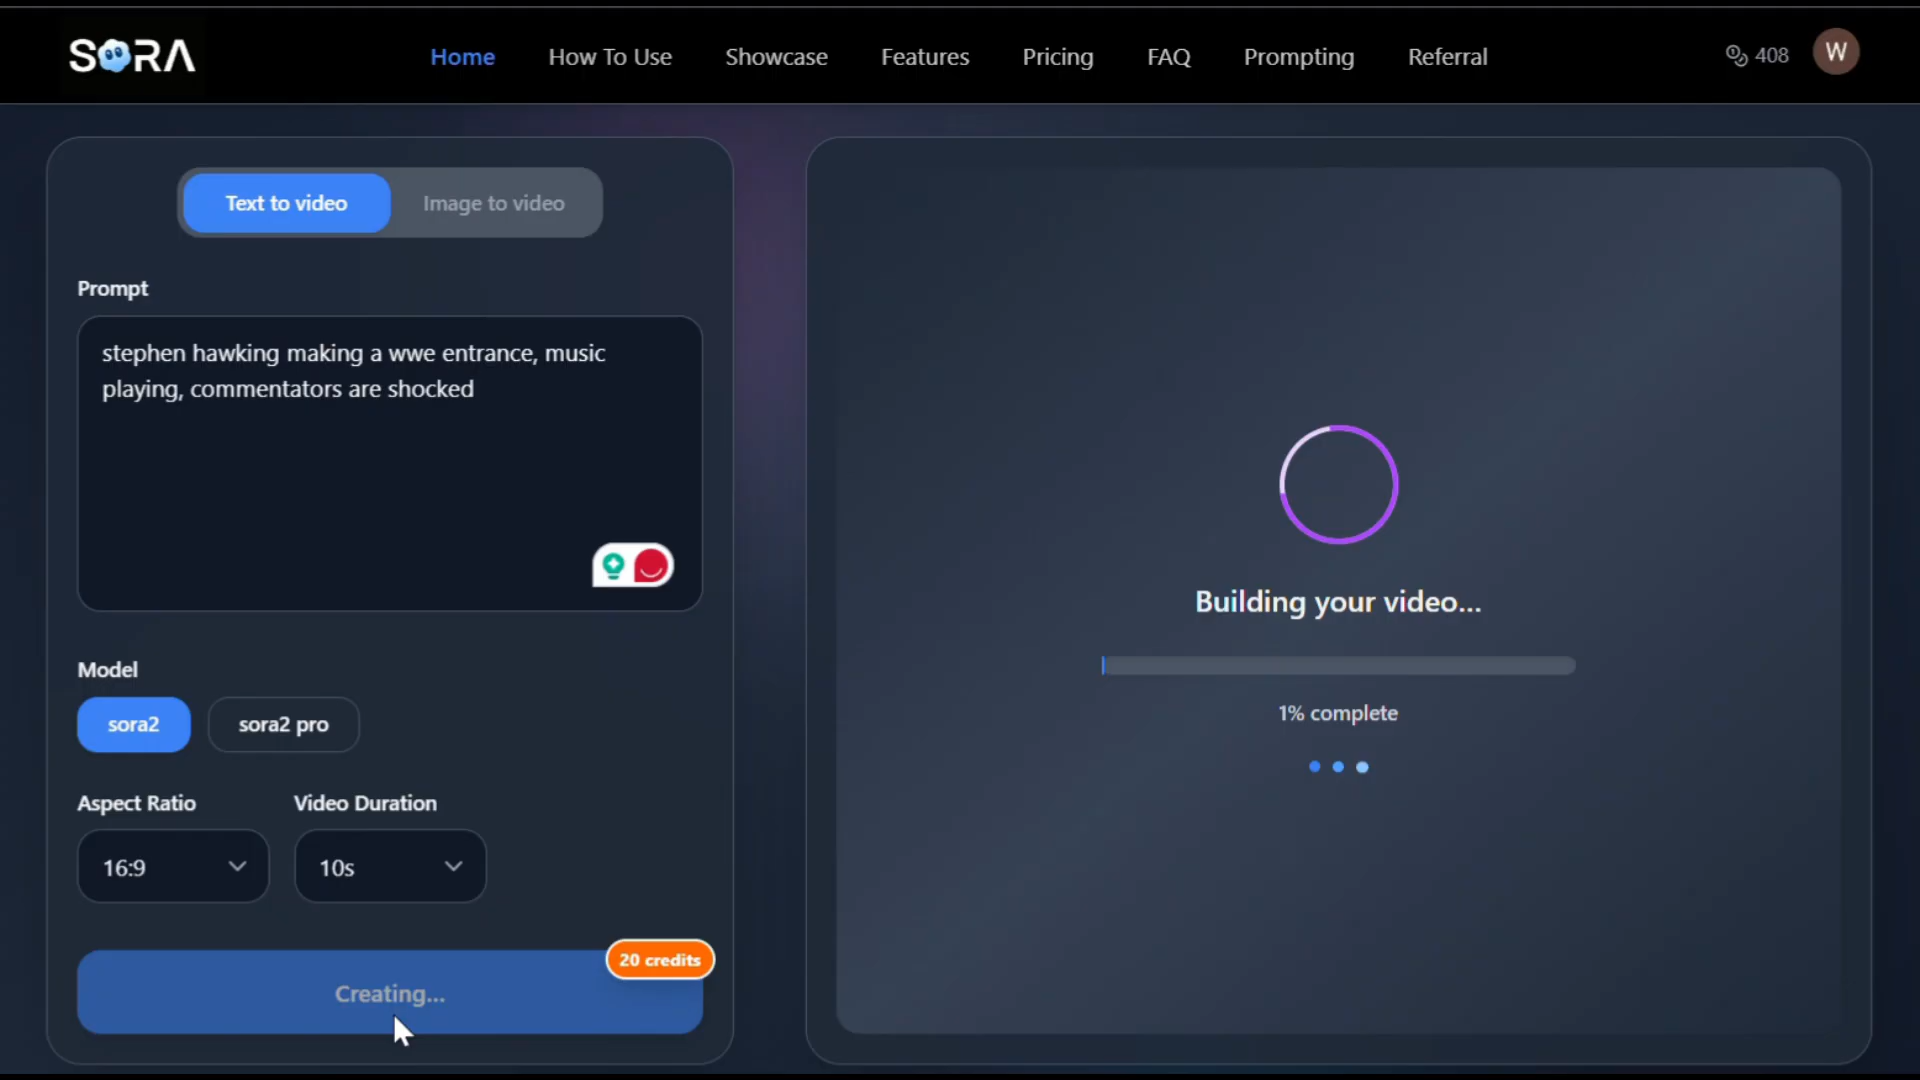 SORA
Home
How To Use
Showcase
Features
Pricing
FAQ
Prompting
Referral
408
W
Text to video
Image to video
Prompt
stephen hawking making a wwe entrance, music
playing, commentators are shocked
Model
sora2
sora2 pro
Aspect Ratio
Video Duration
16:9
10s
20 credits
Creating...
Building your video...
1% complete